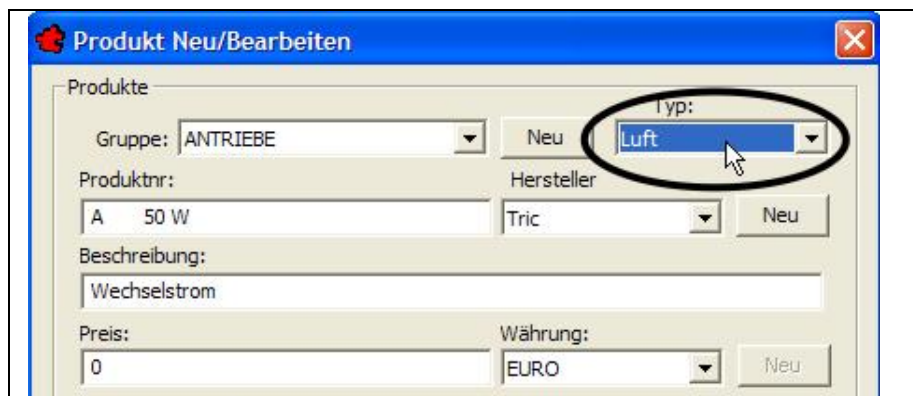 Produkt Neu/Bearbeiten
Produkte
Typ:
Gruppe: ANTRIEBE Neu Luft
Produktnr: Hersteller
A 50 W Tric Neu
Beschreibung:
Wechselstrom
Preis: Währung:
0 EURO Neu